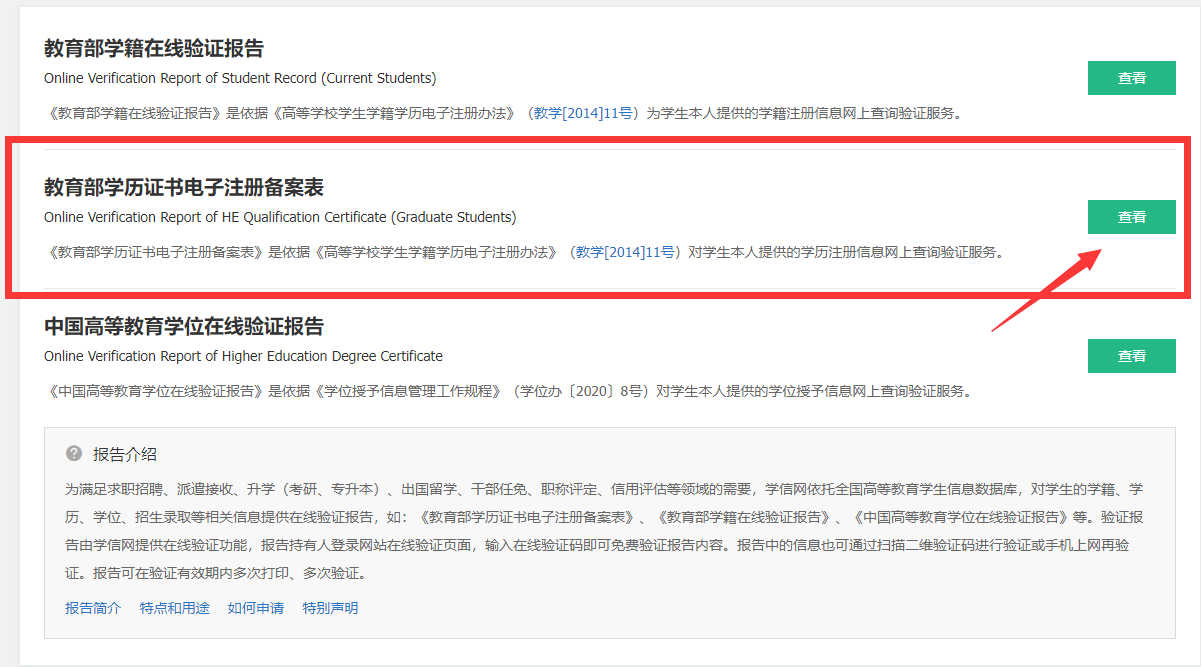 教育部学籍在线验证报告
Online Verification Report of Student Record (Current Students)
查看
《教育部学籍在线验证报告》是依据《高等学校学生学籍学历电子注册办法》（教学[2014]11号）为学生本人提供的学籍注册信息网上查询验证服务。
教育部学历证书电子注册备案表
Online Verification Report of HE Qualification Certificate (Graduate Students)
查看
《教育部学历证书电子注册备案表》是依据《高等学校学生学籍学历电子注册办法》（教学[2014]11号）对学生本人提供的学历注册信息网上查询验证服务。
中国高等教育学位在线验证报告
Online Verification Report of Higher Education Degree Certificate
查看
《中国高等教育学位在线验证报告》是依据《学位授予信息管理工作规程》（学位办〔2020〕8号）对学生本人提供的学位授予信息网上查询验证服务。
? 报告介绍
为满足求职招聘、派遣接收、升学（考研、专升本）、出国留学、干部任免、职称评定、信用评估等领域的需要，学信网依托全国高等教育学生信息数据库，对学生的学籍、学
历、学位、招生录取等相关信息提供在线验证报告，如：《教育部学历证书电子注册备案表》、《教育部学籍在线验证报告》、《中国高等教育学位在线验证报告》等。验证报
告由学信网提供在线验证功能，报告持有人登录网站在线验证页面，输入在线验证码即可免费验证报告内容。报告中的信息也可通过扫描二维验证码进行验证或手机上网再验
证。报告可在验证有效期内多次打印、多次验证。
报告简介 特点和用途 如何申请 特别声明